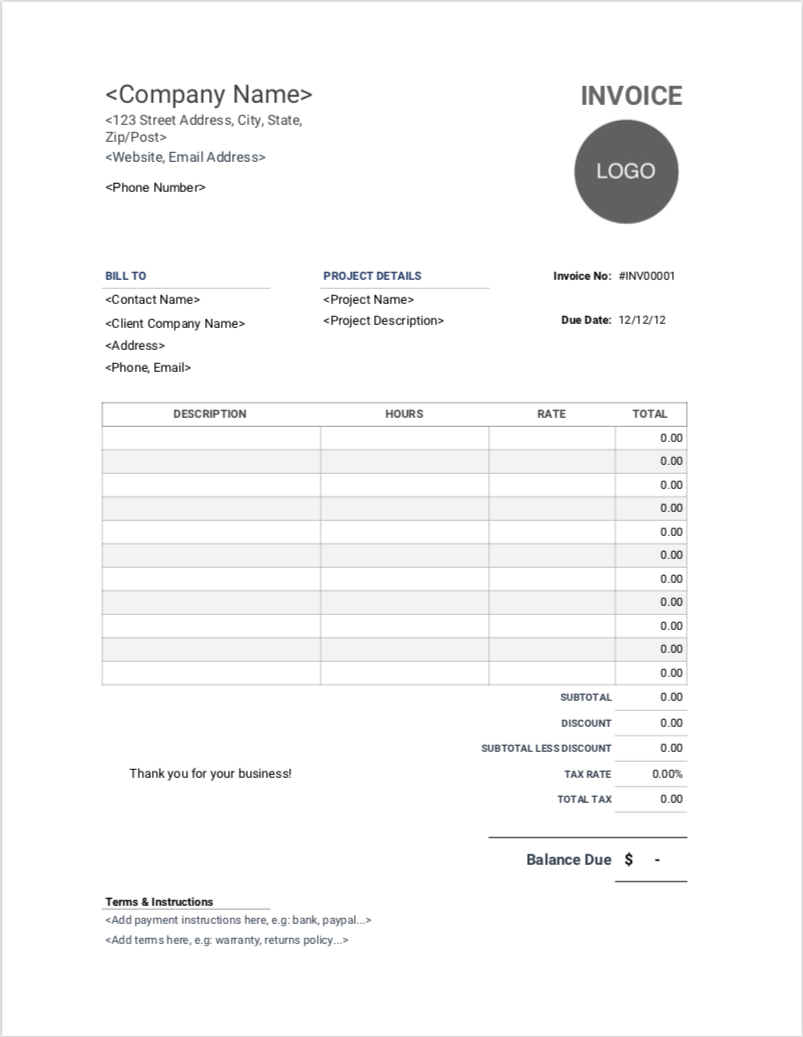 <Company Name>
INVOICE
<123 Street Address, City, State,
Zip/Post>
<Website, Email Address>
<Phone Number>
LOGO
BILL TO
<Contact Name>
<Client Company Name>
<Address>
<Phone, Email>
PROJECT DETAILS
<Project Name>
<Project Description>
Invoice No: #INV00001
Due Date: 12/12/12
DESCRIPTION HOURS RATE TOTAL
0.00
0.00
0.00
0.00
0.00
0.00
0.00
0.00
0.00
0.00
0.00
SUBTOTAL 0.00
DISCOUNT 0.00
SUBTOTAL LESS DISCOUNT 0.00
Thank you for your business!
TAX RATE 0.00%
TOTAL TAX 0.00
Balance Due $ -
Terms & Instructions
<Add payment instructions here, e.g: bank, paypal...>
<Add terms here, e.g: warranty, returns policy...>